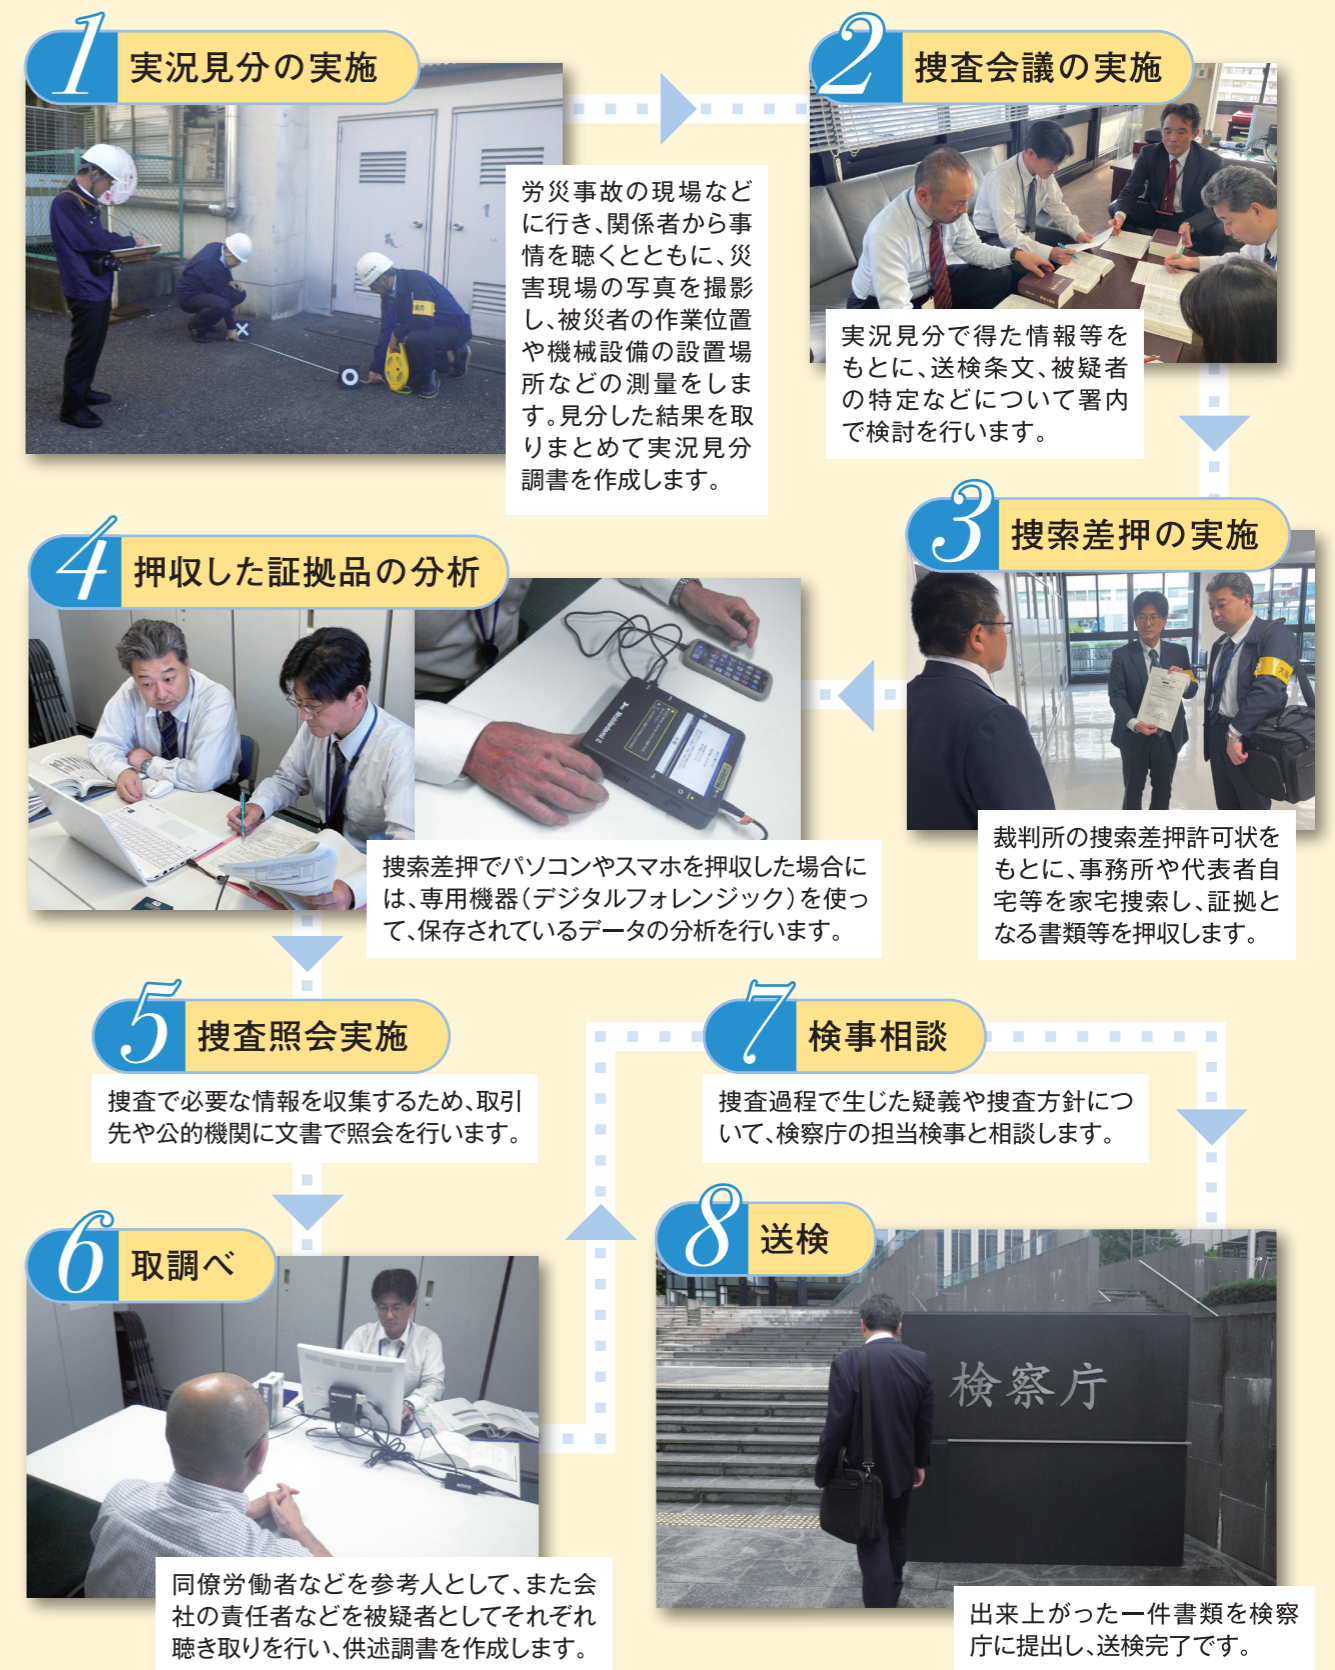 1 実況見分の実施
労災事故の現場など
に行き、関係者から事
情を聴くとともに、災
害現場の写真を撮影
し、被災者の作業位置
や機械設備の設置場
所などの測量をしま
す。見分した結果を取
りまとめて実況見分
調書を作成します。
2 捜査会議の実施
実況見分で得た情報等を
もとに、送検条文、被疑者
の特定などについて署内
で検討を行います。
3 捜索差押の実施
裁判所の捜索差押許可状を
もとに、事務所や代表者自
宅等を家宅捜索し、証拠と
なる書類等を押収します。
4 押収した証拠品の分析
捜索差押でパソコンやスマホを押収した場合に
は、専用機器（デジタルフォレンジック）を使っ
て、保存されているデータの分析を行います。
5 捜査照会実施
捜査で必要な情報を収集するため、取引
先や公的機関に文書で照会を行います。
6 取調べ
同僚労働者などを参考人として、また会
社の責任者などを被疑者としてそれぞれ
聴き取りを行い、供述調書を作成します。
7 検事相談
捜査過程で生じた疑義や捜査方針につ
いて、検察庁の担当検事と相談します。
8 送検
検察庁
出来上がった一件書類を検察
庁に提出し、送検完了です。